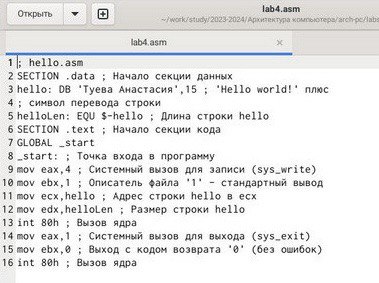 Открыть
lab4.asm
~/work/study/2023-2024/Архитектура компьютера/arch-pc/labs
lab4.asm
1 ; hello.asm
2 SECTION .data ; Начало секции данных
3 hello: DB 'Туева Анастасия',15 ; 'Hello world!' плюс
4 ; символ перевода строки
5 helloLen: EQU $-hello ; Длина строки hello
6 SECTION .text ; Начало секции кода
7 GLOBAL _start
8 _start: ; Точка входа в программу
9 mov eax,4 ; Системный вызов для записи (sys_write)
10 mov ebx,1 ; Описатель файла '1' - стандартный вывод
11 mov ecx,hello ; Адрес строки hello в ecx
12 mov edx,helloLen ; Размер строки hello
13 int 80h ; Вызов ядра
14 mov eax,1 ; Системный вызов для выхода (sys_exit)
15 mov ebx,0 ; Выход с кодом возврата '0' (без ошибок)
16 int 80h ; Вызов ядра